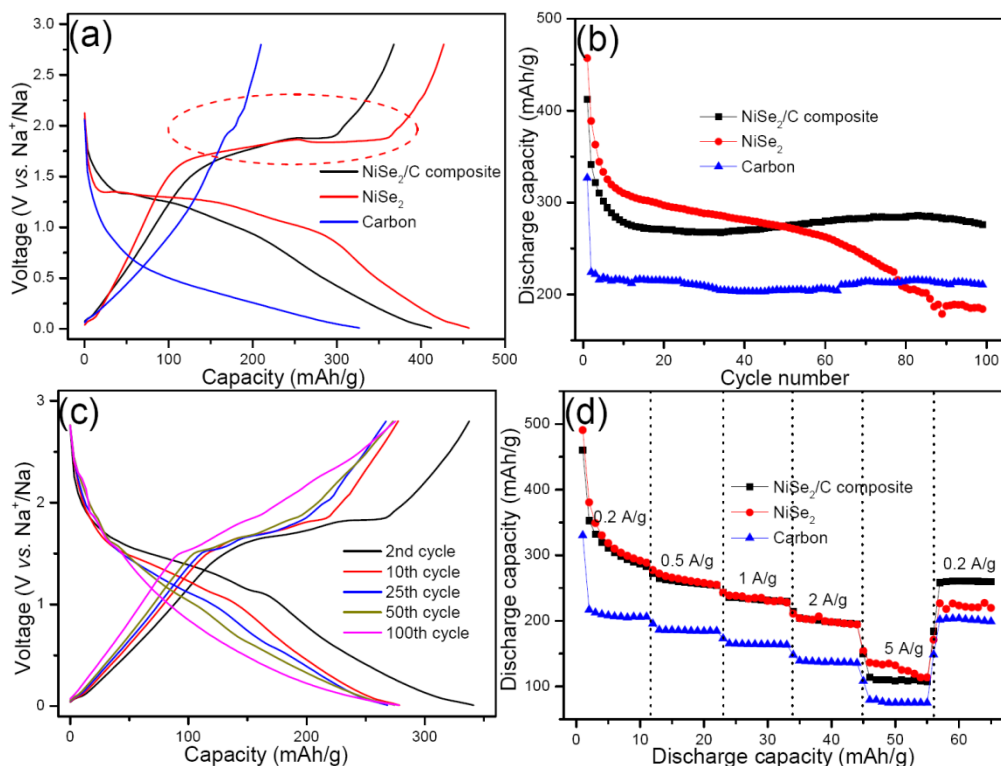 (a)
3.0
2.5
2.0
1.5
1.0
0.5
0.0
Voltage (V vs. Na⁺/Na)
NiSe₂/C composite
NiSe₂
Carbon
0 100 200 300 400 500
Capacity (mAh/g)
(b)
500
400
300
200
Discharge capacity (mAh/g)
NiSe₂/C composite
NiSe₂
Carbon
0 20 40 60 80 100
Cycle number
(c)
3
2
1
0
Voltage (V vs. Na⁺/Na)
2nd cycle
10th cycle
25th cycle
50th cycle
100th cycle
0 100 200 300
Capacity (mAh/g)
(d)
500
400
300
200
100
Discharge capacity (mAh/g)
NiSe₂/C composite
NiSe₂
Carbon
0.2 A/g
0.5 A/g
1 A/g
2 A/g
5 A/g
0.2 A/g
0 10 20 30 40 50 60
Discharge capacity (mAh/g)